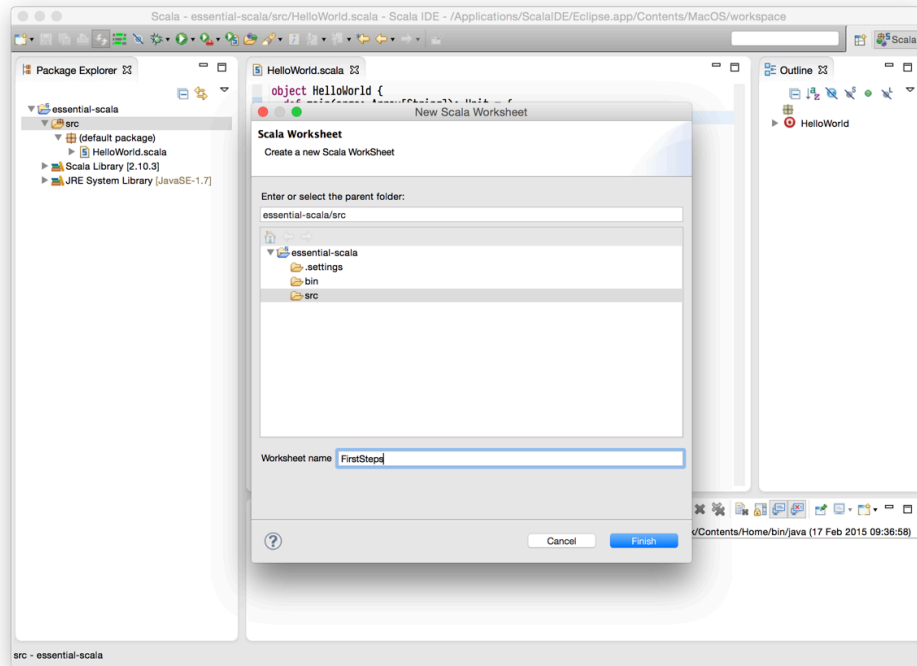 Scala - essential-scala/src/HelloWorld.scala - Scala IDE - /Applications/ScalaIDE/Eclipse.app/Contents/MacOS/workspace
Scala
Package Explorer
essential-scala
src
(default package)
HelloWorld.scala
Scala Library [2.10.3]
JRE System Library [JavaSE-1.7]
HelloWorld.scala
object HelloWorld {
Outline
HelloWorld
New Scala Worksheet
Scala Worksheet
Create a new Scala WorkSheet
Enter or select the parent folder:
essential-scala/src
essential-scala
.settings
bin
src
Worksheet name FirstSteps
Cancel Finish
/Contents/Home/bin/java (17 Feb 2015 09:36:58)
src - essential-scala